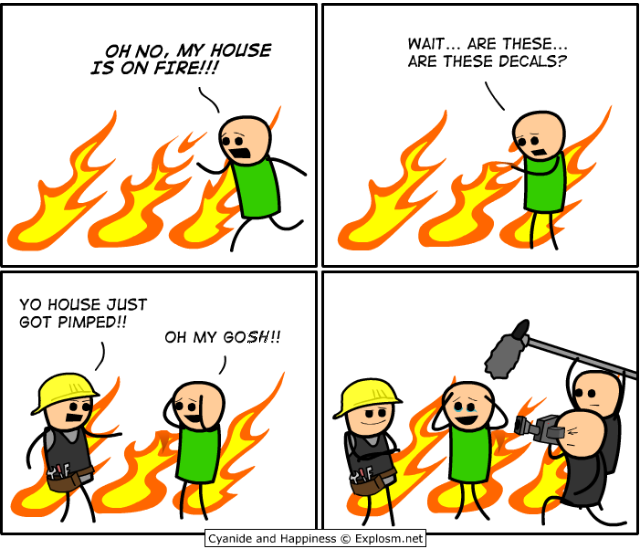 OH NO, MY HOUSE
IS ON FIRE!!!
WAIT... ARE THESE...
ARE THESE DECALS?
YO HOUSE JUST
GOT PIMPED!!
OH MY GOSH!!
Cyanide and Happiness © Explosm.net